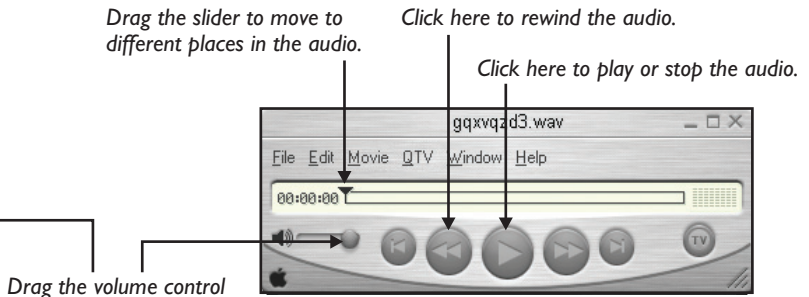 Drag the slider to move to
different places in the audio.
Click here to rewind the audio.
Click here to play or stop the audio.
gqxvqzd3.wav
File Edit Movie QTV Window Help
00:00:00
TV
Drag the volume control